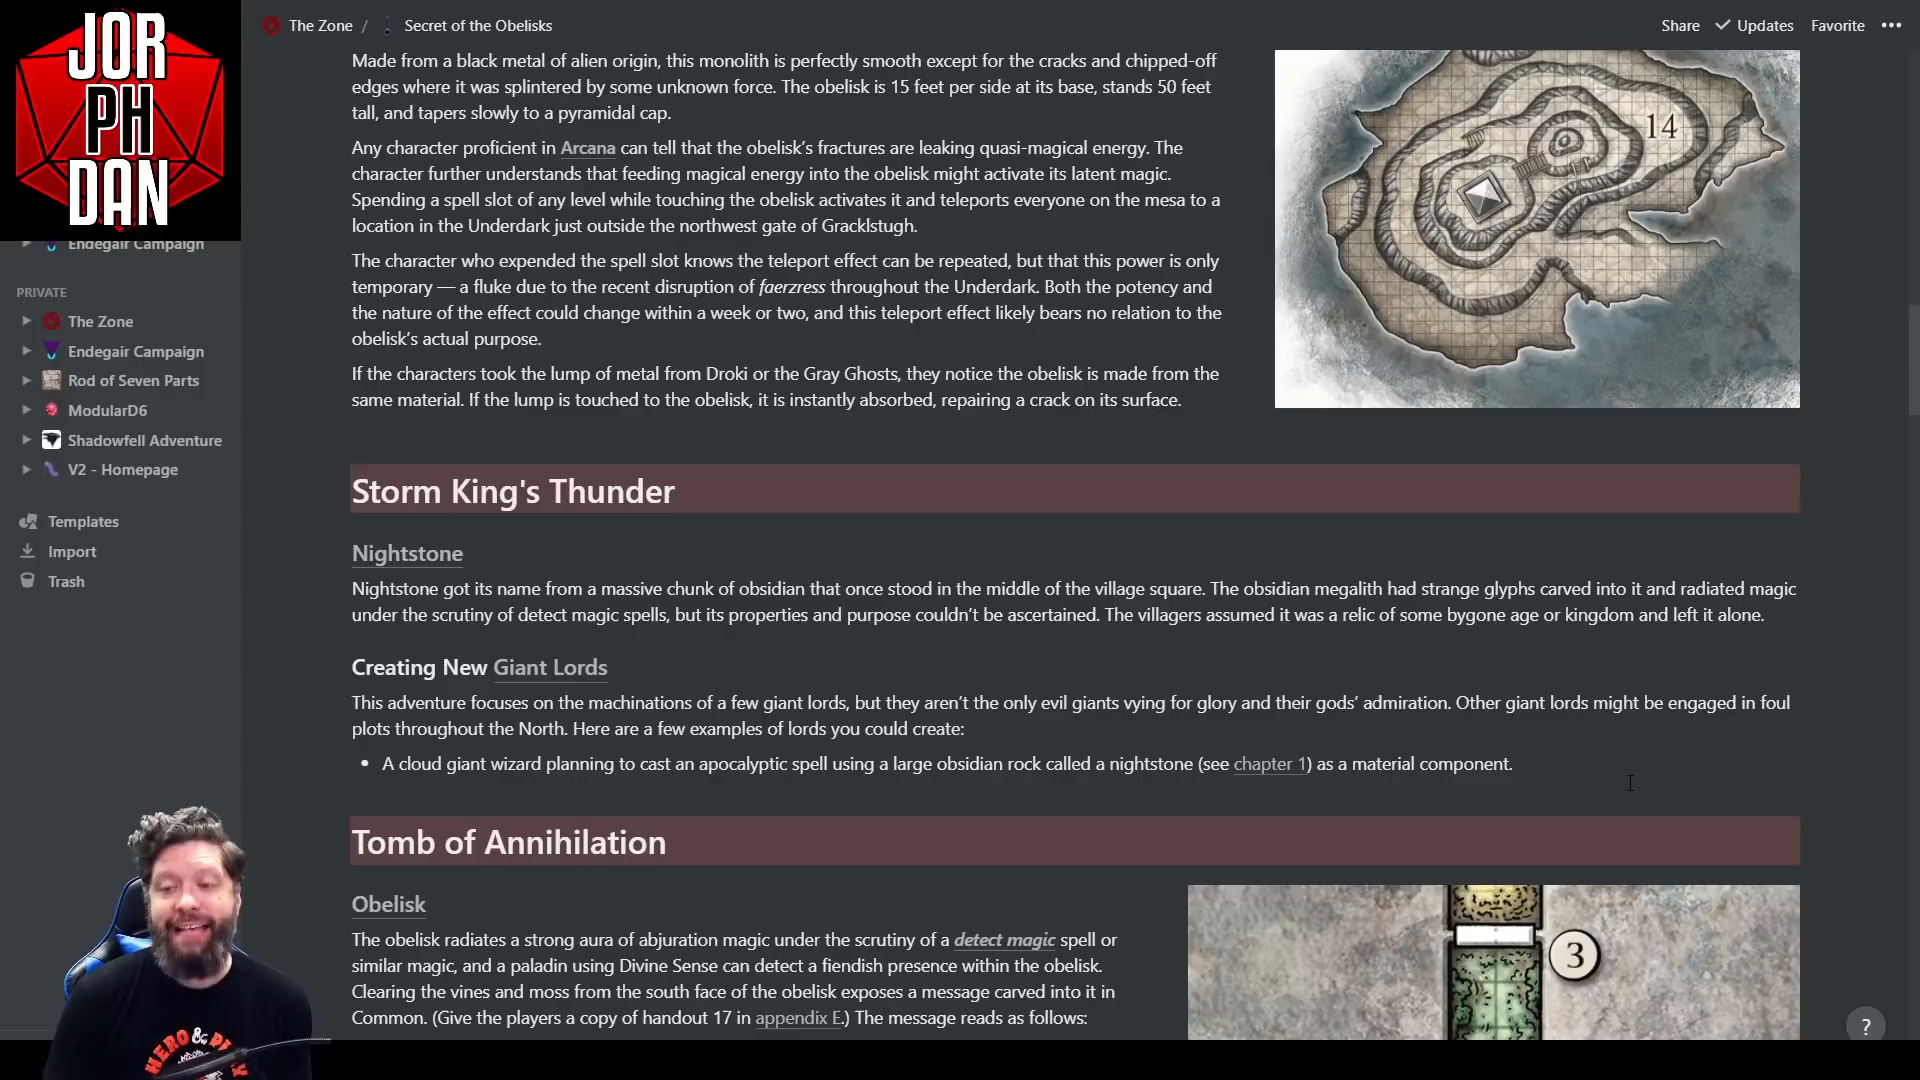 JOR
PH
DAN
The Zone / Secret of the Obelisks
Share Updates Favorite •••
Endegair Campaign
PRIVATE
The Zone
Endegair Campaign
Rod of Seven Parts
ModularD6
Shadowfell Adventure
V2 - Homepage
Templates
Import
Trash
Made from a black metal of alien origin, this monolith is perfectly smooth except for the cracks and chipped-off
edges where it was splintered by some unknown force. The obelisk is 15 feet per side at its base, stands 50 feet
tall, and tapers slowly to a pyramidal cap.
Any character proficient in Arcana can tell that the obelisk’s fractures are leaking quasi-magical energy. The
character further understands that feeding magical energy into the obelisk might activate its latent magic.
Spending a spell slot of any level while touching the obelisk activates it and teleports everyone on the mesa to a
location in the Underdark just outside the northwest gate of Gracklstugh.
The character who expended the spell slot knows the teleport effect can be repeated, but that this power is only
temporary — a fluke due to the recent disruption of faerzress throughout the Underdark. Both the potency and
the nature of the effect could change within a week or two, and this teleport effect likely bears no relation to the
obelisk’s actual purpose.
If the characters took the lump of metal from Droki or the Gray Ghosts, they notice the obelisk is made from the
same material. If the lump is touched to the obelisk, it is instantly absorbed, repairing a crack on its surface.
14
Storm King's Thunder
Nightstone
Nightstone got its name from a massive chunk of obsidian that once stood in the middle of the village square. The obsidian megalith had strange glyphs carved into it and radiated magic
under the scrutiny of detect magic spells, but its properties and purpose couldn’t be ascertained. The villagers assumed it was a relic of some bygone age or kingdom and left it alone.
Creating New Giant Lords
This adventure focuses on the machinations of a few giant lords, but they aren’t the only evil giants vying for glory and their gods’ admiration. Other giant lords might be engaged in foul
plots throughout the North. Here are a few examples of lords you could create:
• A cloud giant wizard planning to cast an apocalyptic spell using a large obsidian rock called a nightstone (see chapter 1) as a material component.
Tomb of Annihilation
Obelisk
The obelisk radiates a strong aura of abjuration magic under the scrutiny of a detect magic spell or
similar magic, and a paladin using Divine Sense can detect a fiendish presence within the obelisk.
Clearing the vines and moss from the south face of the obelisk exposes a message carved into it in
Common. (Give the players a copy of handout 17 in appendix E.) The message reads as follows:
3
?
HERO &